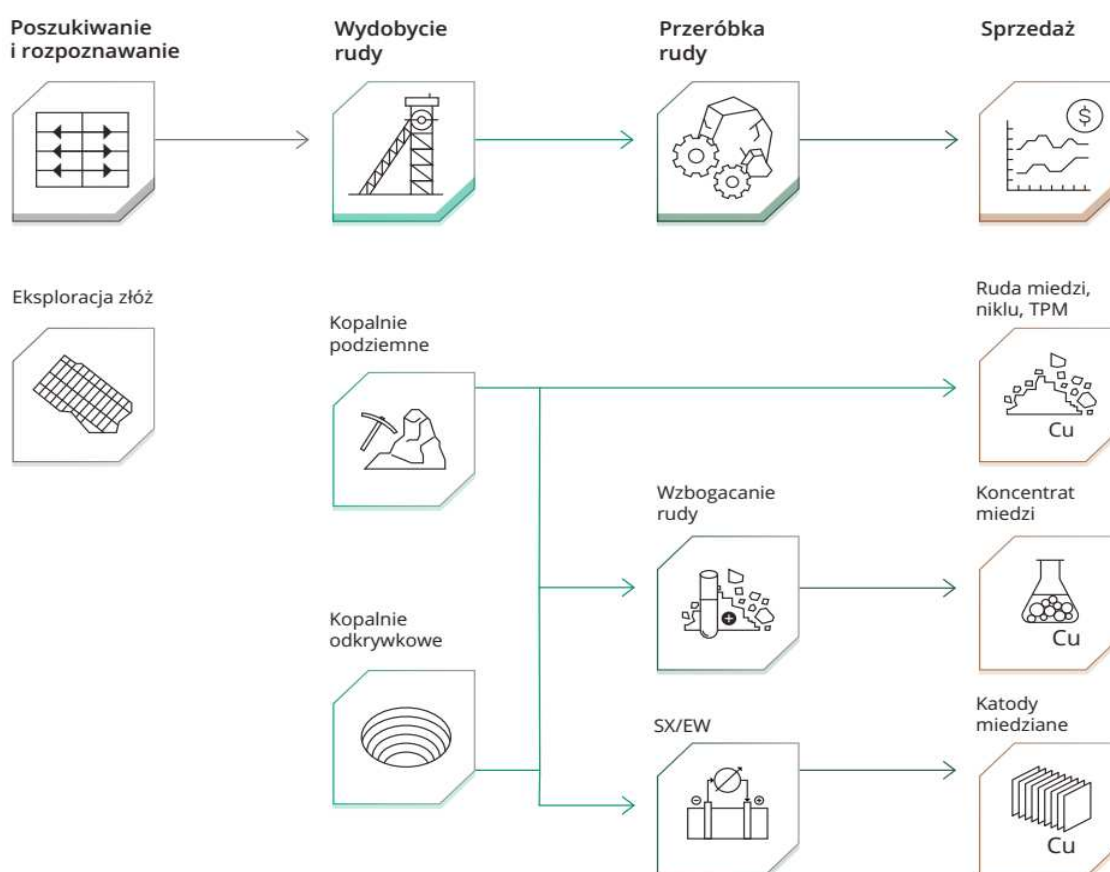 Poszukiwanie
i rozpoznawanie
Wydobycie
rudy
Przeróbka
rudy
Sprzedaż
$
Eksploracja złóż
Kopalnie
podziemne
Ruda miedzi,
niklu, TPM
Cu
Wzbogacanie
rudy
Koncentrat
miedzi
Cu
Kopalnie
odkrywkowe
SX/EW
Katody
miedziane
Cu